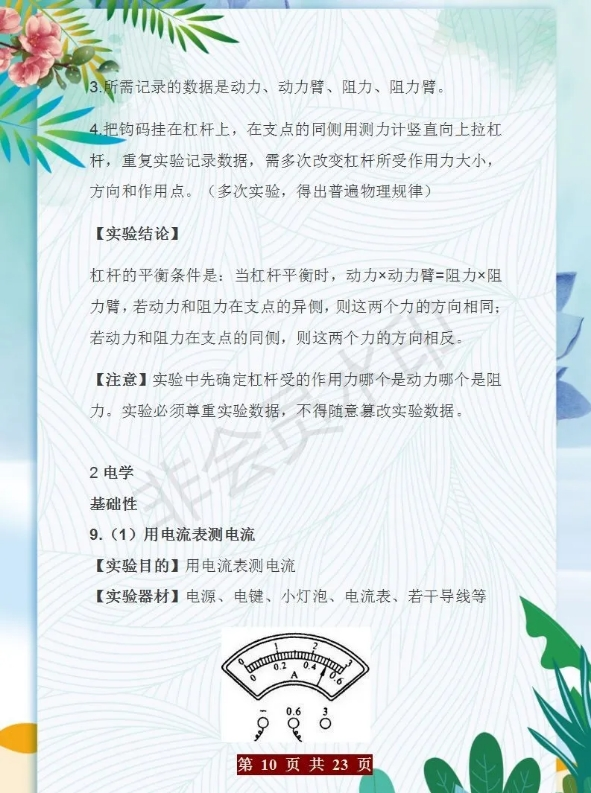 3.所需记录的数据是动力、动力臂、阻力、阻力臂。
4.把钩码挂在杠杆上，在支点的同侧用测力计竖直向上拉杠
杆，重复实验记录数据，需多次改变杠杆所受作用力大小，
方向和作用点。（多次实验，得出普遍物理规律）
【实验结论】
杠杆的平衡条件是：当杠杆平衡时，动力×动力臂=阻力×阻
力臂，若动力和阻力在支点的异侧，则这两个力的方向相同；
若动力和阻力在支点的同侧，则这两个力的方向相反。
【注意】实验中先确定杠杆受的作用力哪个是动力哪个是阻
力。实验必须尊重实验数据，不得随意篡改实验数据。
非会员水印
2 电学
基础性
9.（1）用电流表测电流
【实验目的】用电流表测电流
【实验器材】电源、电键、小灯泡、电流表、若干导线等
0 1 2 3
0 0.2 0.4 0.6
A
− 0.6 3
第 10 页 共 23 页